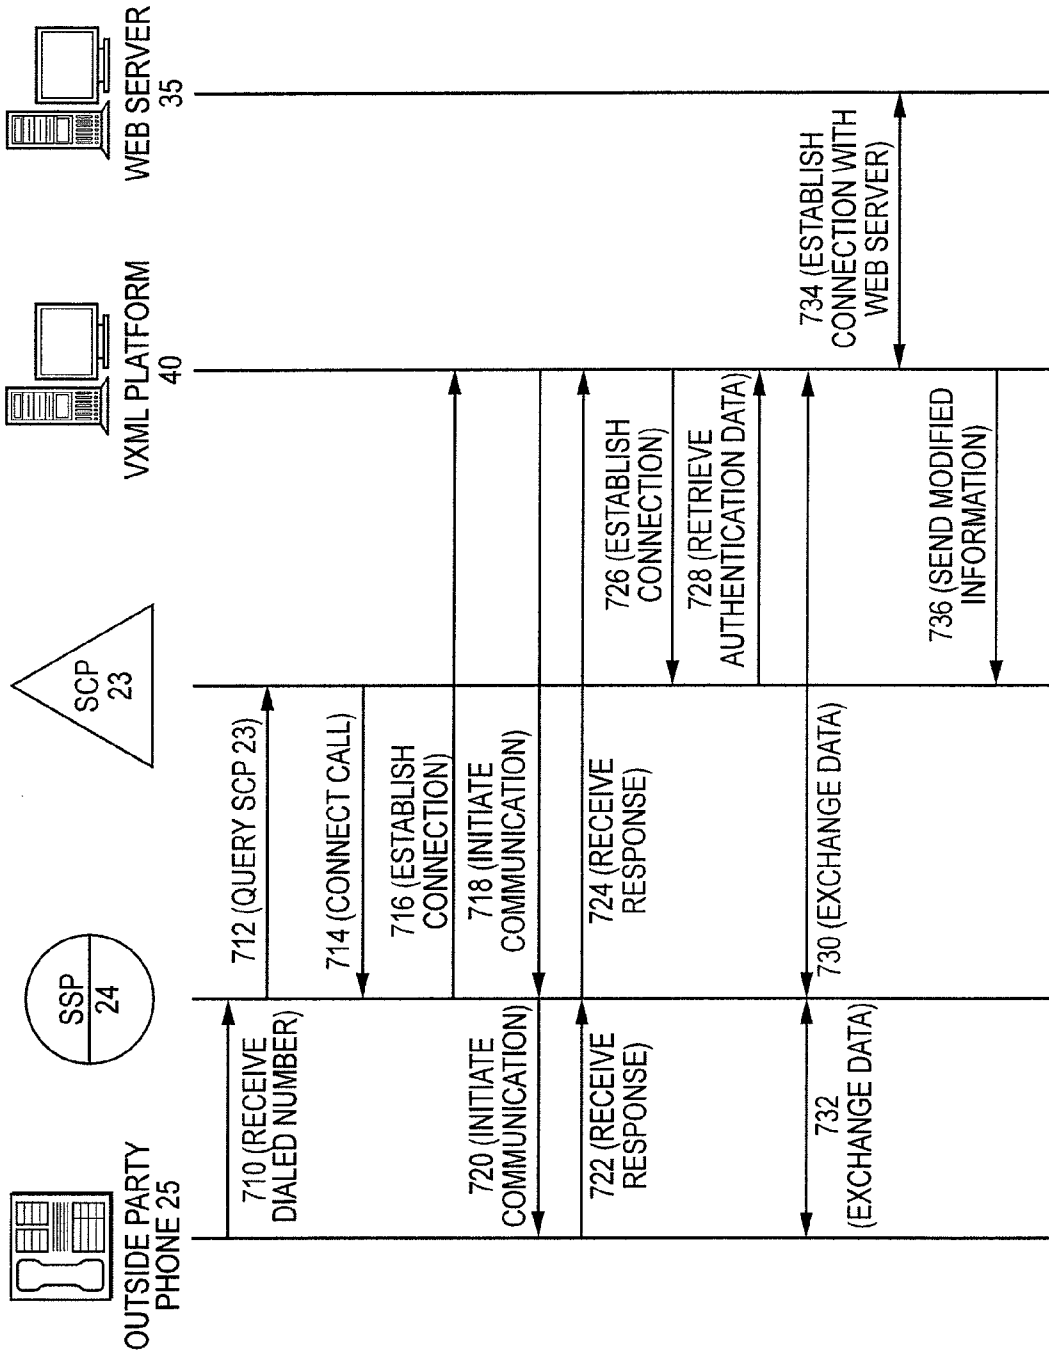 OUTSIDE PARTY
PHONE 25
SSP
24
SCP
23
VXML PLATFORM
40
WEB SERVER
35
710 (RECEIVE
DIALED NUMBER)
712 (QUERY SCP 23)
714 (CONNECT CALL)
716 (ESTABLISH
CONNECTION)
718 (INITIATE
COMMUNICATION)
720 (INITIATE
COMMUNICATION)
722 (RECEIVE
RESPONSE)
724 (RECEIVE
RESPONSE)
726 (ESTABLISH
CONNECTION)
728 (RETRIEVE
AUTHENTICATION DATA)
730 (EXCHANGE DATA)
732
(EXCHANGE DATA)
734 (ESTABLISH
CONNECTION WITH
WEB SERVER)
736 (SEND MODIFIED
INFORMATION)